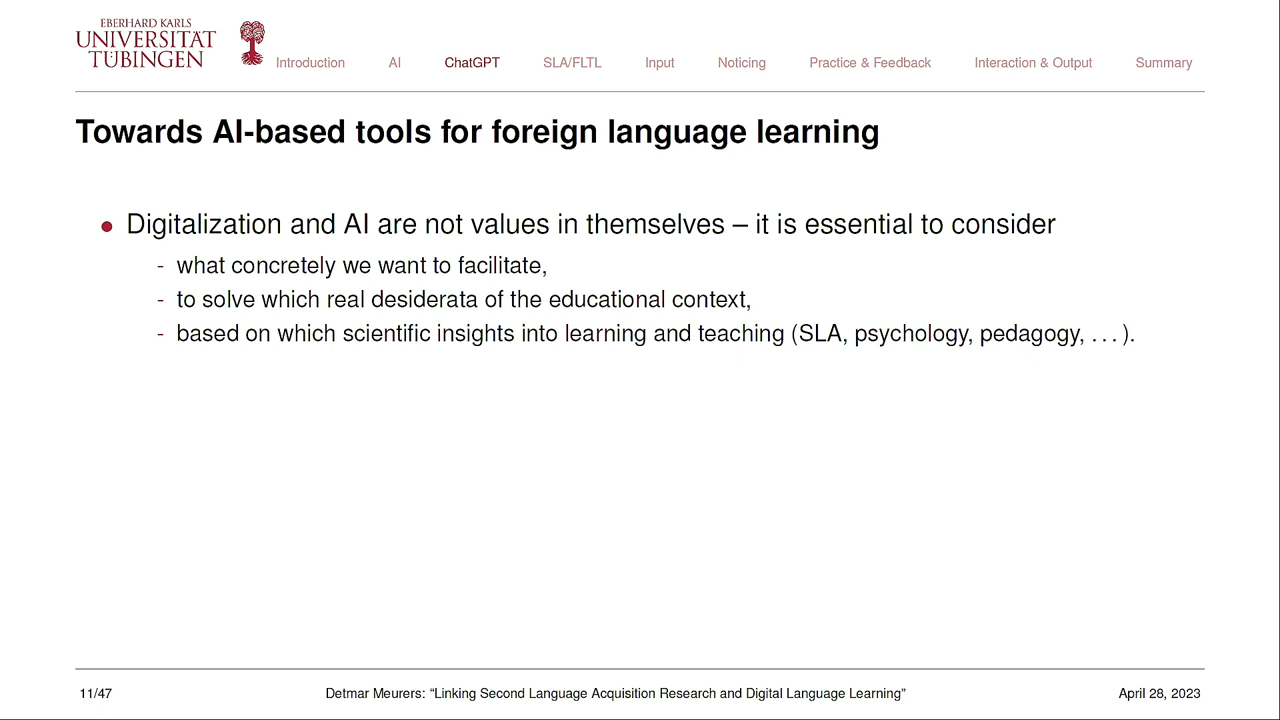 EBERHARD KARLS
UNIVERSITÄT
TÜBINGEN
Introduction AI ChatGPT SLA/FLTL Input Noticing Practice & Feedback Interaction & Output Summary
Towards AI-based tools for foreign language learning
• Digitalization and AI are not values in themselves – it is essential to consider
- what concretely we want to facilitate,
- to solve which real desiderata of the educational context,
- based on which scientific insights into learning and teaching (SLA, psychology, pedagogy, . . . ).
11/47 Detmar Meurers: “Linking Second Language Acquisition Research and Digital Language Learning” April 28, 2023